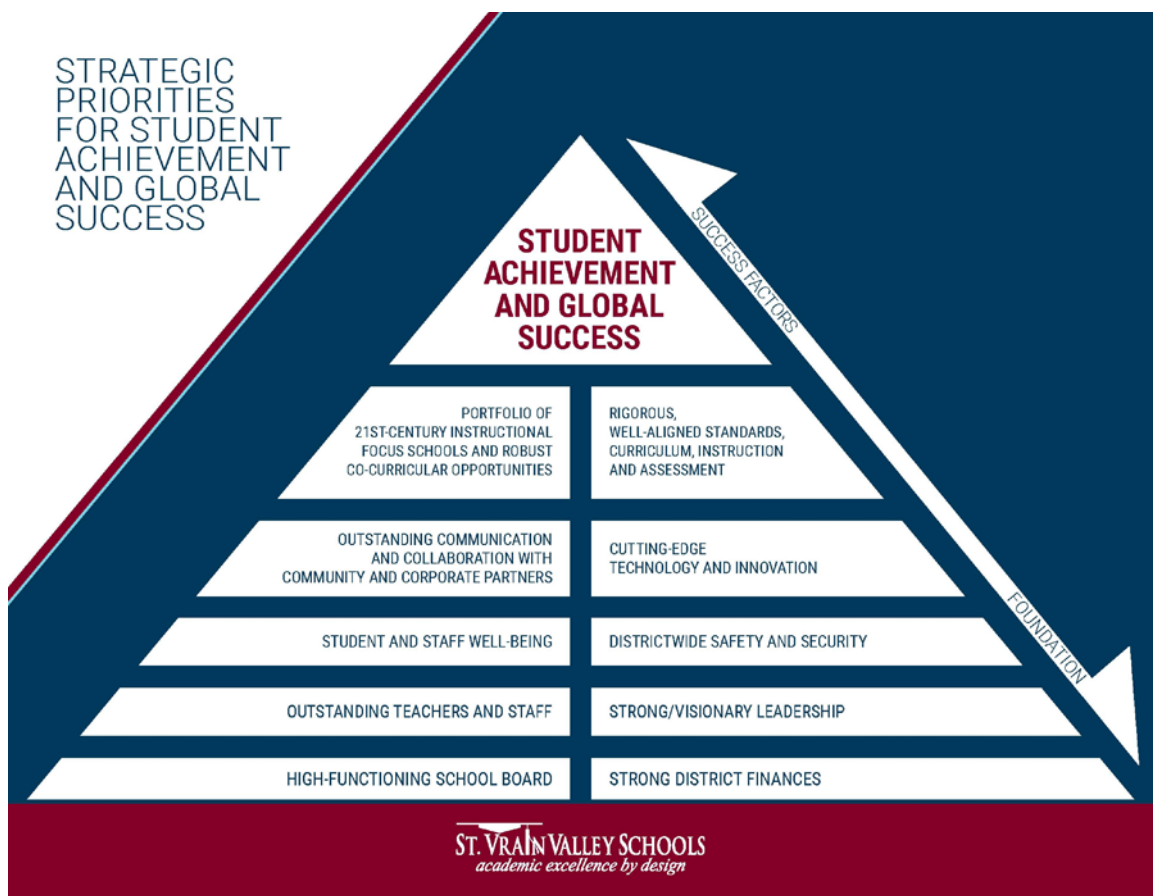 STRATEGIC
PRIORITIES
FOR STUDENT
ACHIEVEMENT
AND GLOBAL
SUCCESS
STUDENT
ACHIEVEMENT
AND GLOBAL
SUCCESS
SUCCESS FACTORS
FOUNDATION
PORTFOLIO OF
21ST-CENTURY INSTRUCTIONAL
FOCUS SCHOOLS AND ROBUST
CO-CURRICULAR OPPORTUNITIES
RIGOROUS,
WELL-ALIGNED STANDARDS,
CURRICULUM, INSTRUCTION
AND ASSESSMENT
OUTSTANDING COMMUNICATION
AND COLLABORATION WITH
COMMUNITY AND CORPORATE PARTNERS
CUTTING-EDGE
TECHNOLOGY AND INNOVATION
STUDENT AND STAFF WELL-BEING
DISTRICTWIDE SAFETY AND SECURITY
OUTSTANDING TEACHERS AND STAFF
STRONG/VISIONARY LEADERSHIP
HIGH-FUNCTIONING SCHOOL BOARD
STRONG DISTRICT FINANCES
ST. VRAIN VALLEY SCHOOLS
academic excellence by design